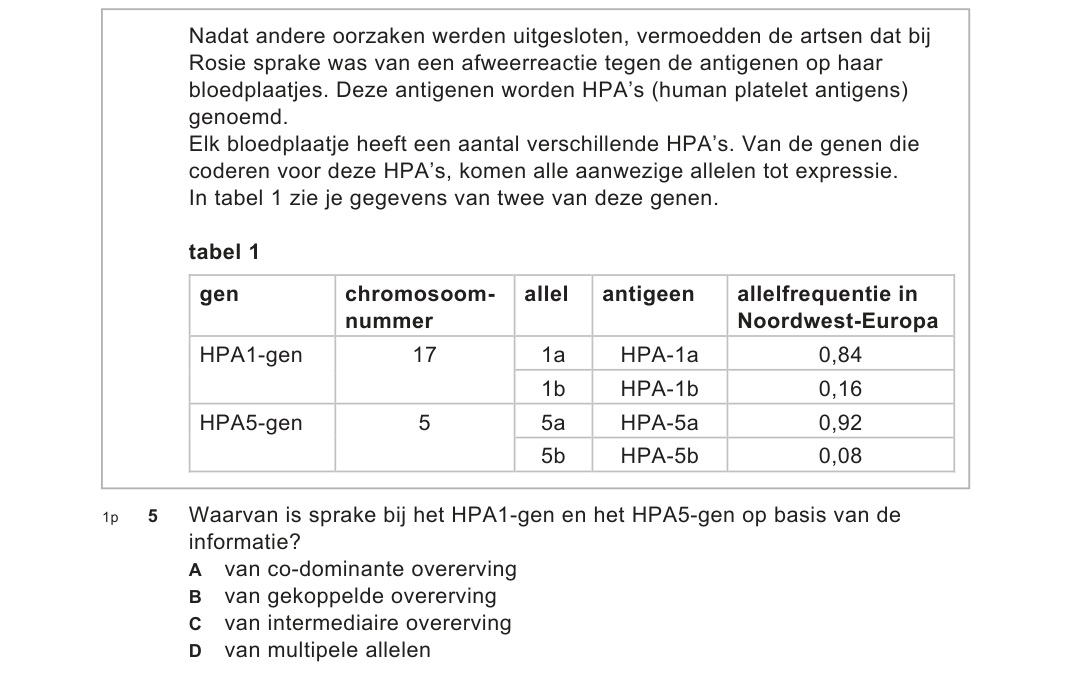 Nadat andere oorzaken werden uitgesloten, vermoedden de artsen dat bij
Rosie sprake was van een afweerreactie tegen de antigenen op haar
bloedplaatjes. Deze antigenen worden HPA’s (human platelet antigens)
genoemd.
Elk bloedplaatje heeft een aantal verschillende HPA’s. Van de genen die
coderen voor deze HPA’s, komen alle aanwezige allelen tot expressie.
In tabel 1 zie je gegevens van twee van deze genen.
tabel 1
gen chromosoom- allel antigeen allelfrequentie in
nummer Noordwest-Europa
HPA1-gen 17 1a HPA-1a 0,84
1b HPA-1b 0,16
HPA5-gen 5 5a HPA-5a 0,92
5b HPA-5b 0,08
1p 5 Waarvan is sprake bij het HPA1-gen en het HPA5-gen op basis van de
informatie?
A van co-dominante overerving
B van gekoppelde overerving
C van intermediaire overerving
D van multipele allelen